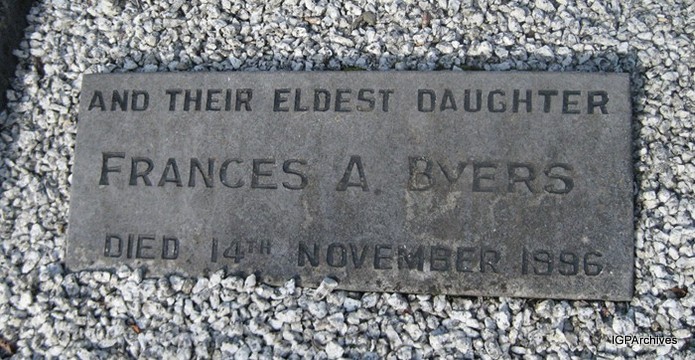 AND THEIR ELDEST DAUGHTER
FRANCES A. BYERS
DIED 14TH NOVEMBER 1996
IGPArchives